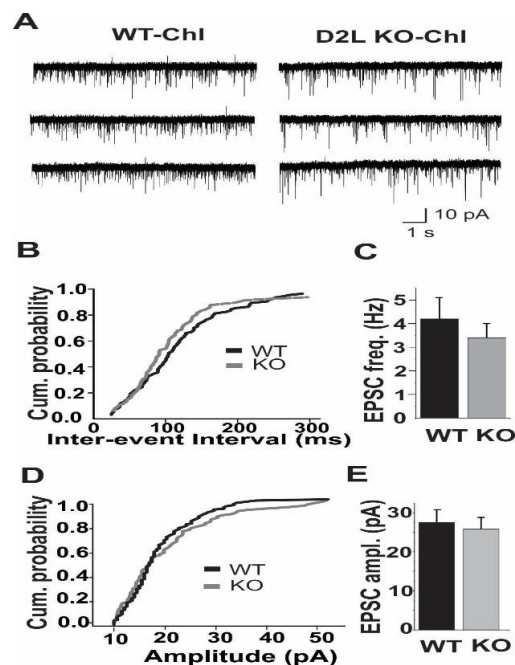 A
WT-ChI
D2L KO-ChI
10 pA
1 s
B
Cum. probability
1.0
0.8
0.6
0.4
0.2
0.0
WT
KO
0
100
200
300
Inter-event Interval (ms)
C
EPSC freq. (Hz)
5
4
3
2
1
0
WT KO
D
Cum. probability
1.0
0.8
0.6
0.4
0.2
0.0
WT
KO
10
20
30
40
50
Amplitude (pA)
E
EPSC ampl. (pA)
30
20
10
0
WT KO